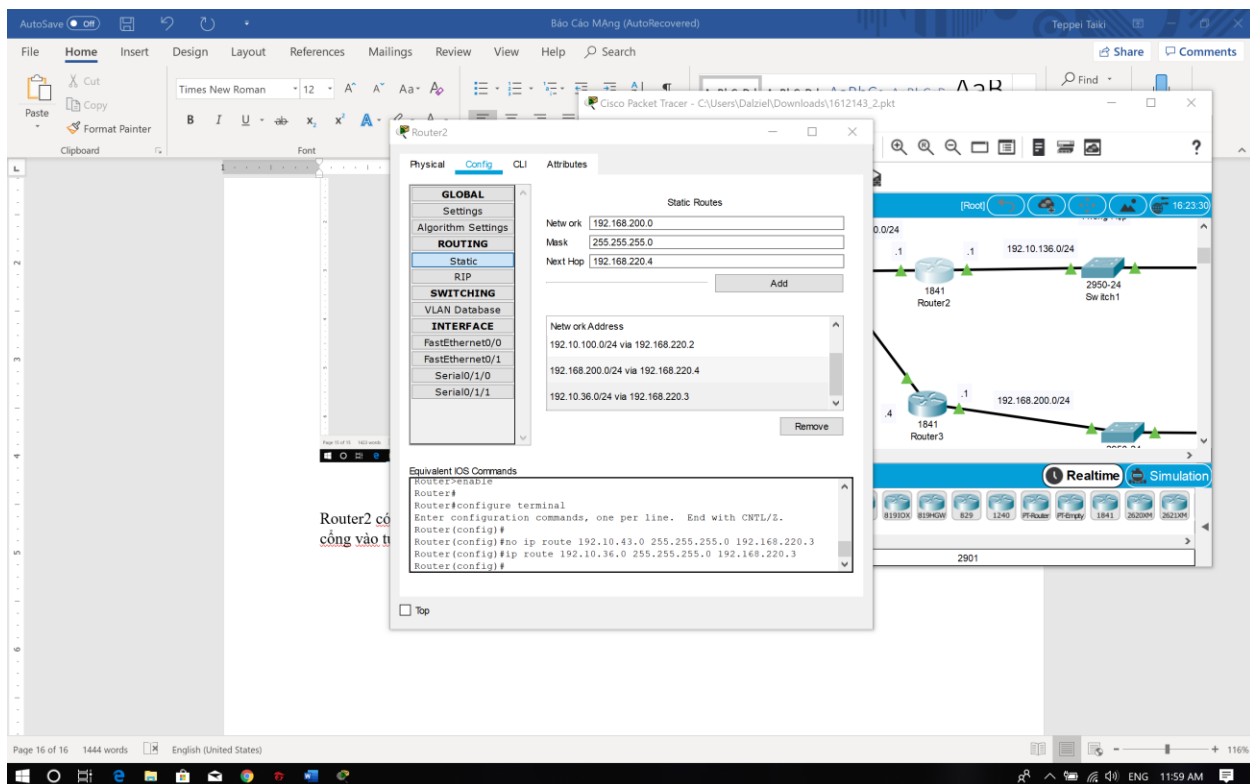 AutoSave Off Báo Cáo MAng (AutoRecovered) Teppei Taiki
File Home Insert Design Layout References Mailings Review View Help Search Share Comments
Paste
Cut
Copy
Format Painter
Clipboard
Times New Roman 12
Font
Find
Cisco Packet Tracer - C:\Users\Dalziel\Downloads\1612143_2.pkt
Router2
Physical Config CLI Attributes
GLOBAL
Settings
Algorithm Settings
ROUTING
Static
RIP
SWITCHING
VLAN Database
INTERFACE
FastEthernet0/0
FastEthernet0/1
Serial0/1/0
Serial0/1/1
Static Routes
Network 192.168.200.0
Mask 255.255.255.0
Next Hop 192.168.220.4
Add
Network Address
192.10.100.0/24 via 192.168.220.2
192.168.200.0/24 via 192.168.220.4
192.10.36.0/24 via 192.168.220.3
Remove
Equivalent IOS Commands
Router>enable
Router#
Router#configure terminal
Enter configuration commands, one per line. End with CNTL/Z.
Router(config)#no ip route 192.10.43.0 255.255.255.0 192.168.220.3
Router(config)#ip route 192.10.36.0 255.255.255.0 192.168.220.3
Router(config)#
Top
[Root] 16:23:30
0.0/24
.1 .1 192.10.136.0/24
1841
Router2
2950-24
Switch1
.1 192.168.200.0/24
.4
1841
Router3
Realtime Simulation
819IOX 819HGW 829 1240 PT-Router PT-Empty 1841 2620XM 2621XM
2901
Router2 có
cổng vào t
Page 16 of 16 1444 words English (United States) 116%
ENG 11:59 AM